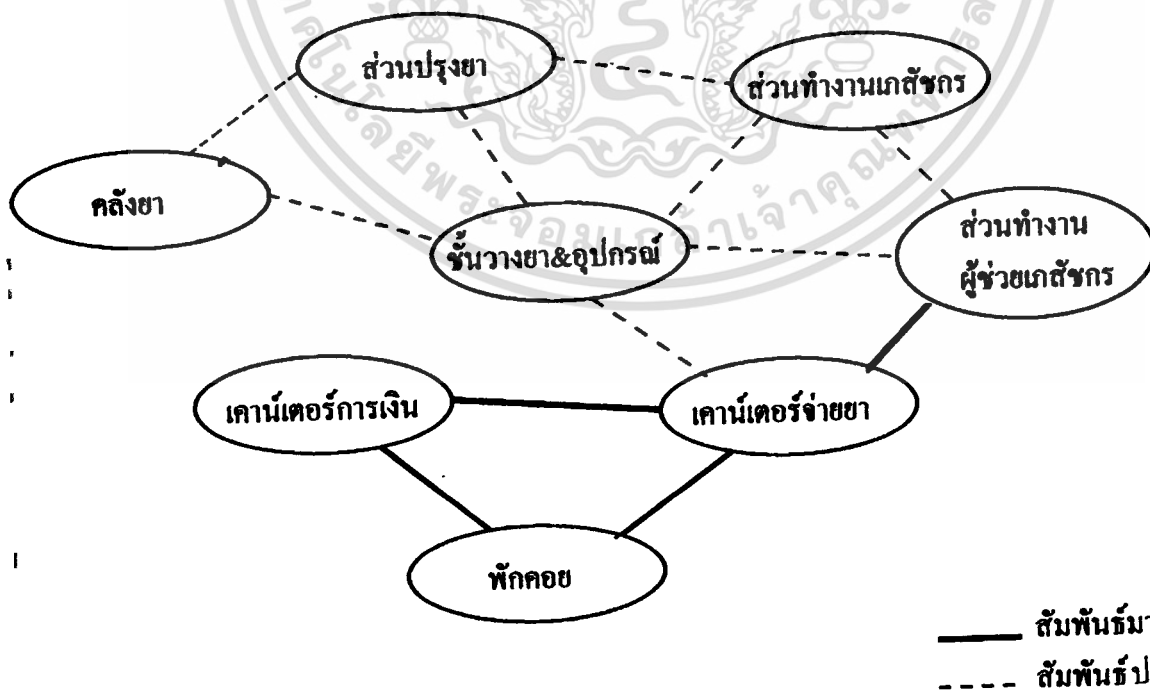 ส่วนปรุงยา
ส่วนทำงานเภสัชกร
คลังยา
ชั้นวางยา&อุปกรณ์
ส่วนทำงาน
ผู้ช่วยเภสัชกร
เคาน์เตอร์การเงิน
เคาน์เตอร์จ่ายยา
พักคอย
สัมพันธ์มา
สัมพันธ์ป